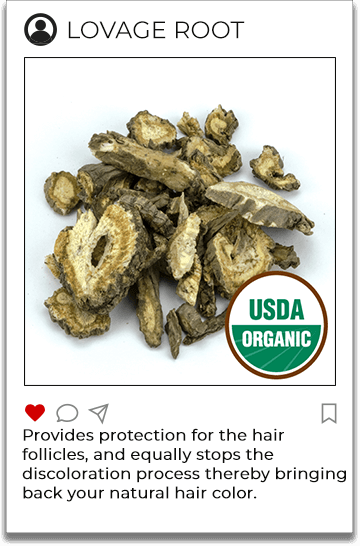 LOVAGE ROOT
USDA
ORGANIC
Provides protection for the hair
follicles, and equally stops the
discoloration process thereby bringing
back your natural hair color.